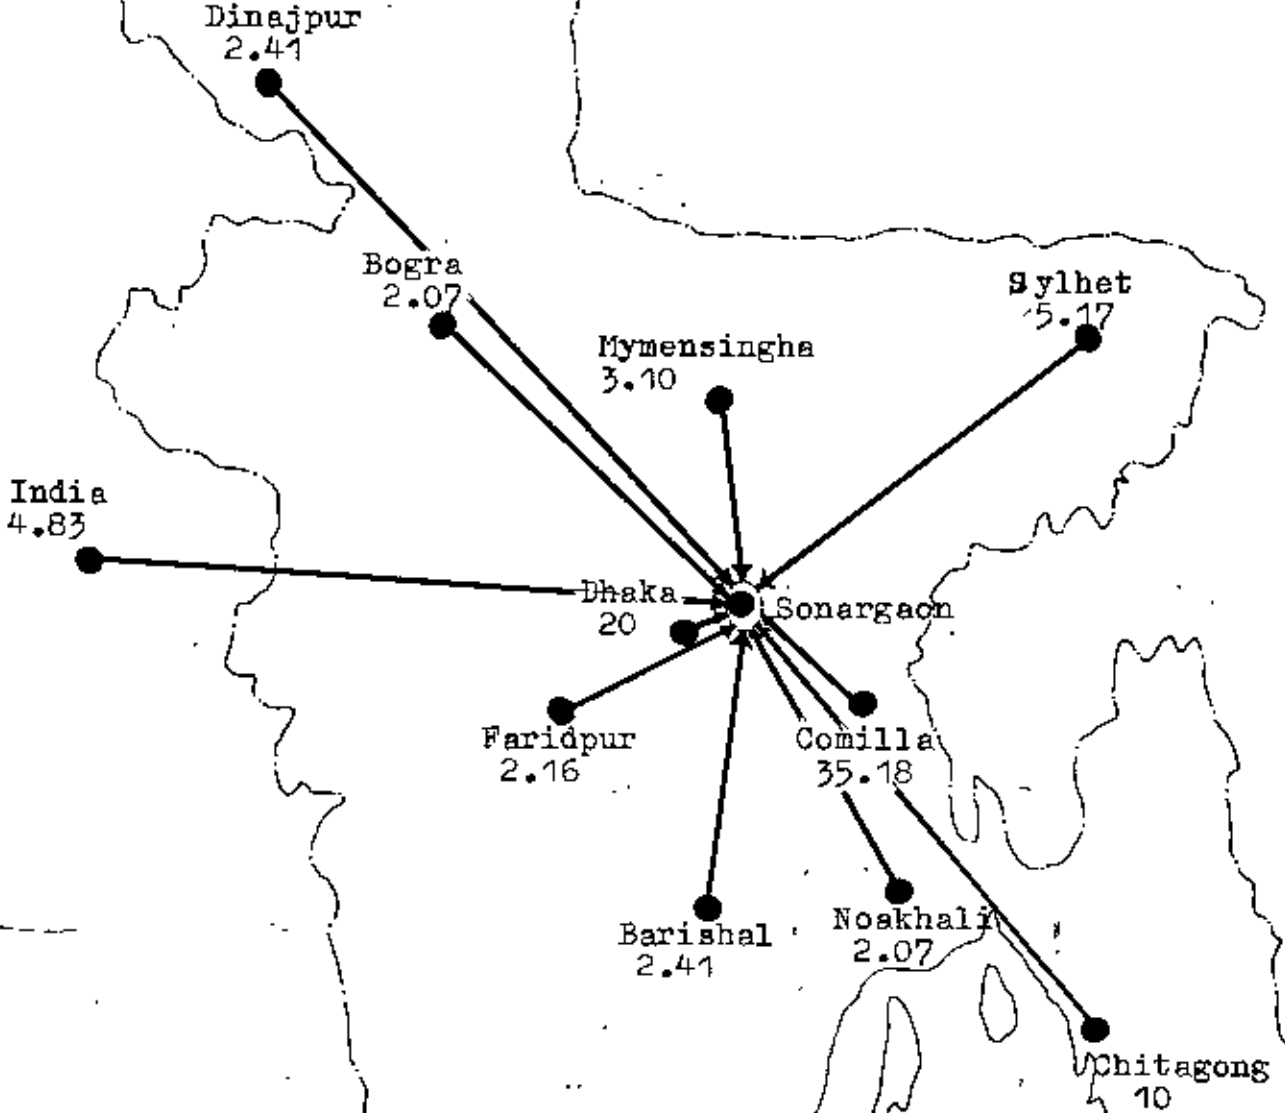 Dinajpur
2.41
Bogra
2.07
Sylhet
5.17
Mymensingha
3.10
India
4.83
Dhaka
20
Sonargaon
Faridpur
2.16
Comilla
35.18
Barishal
2.41
Noakhali
2.07
Chitagong
10